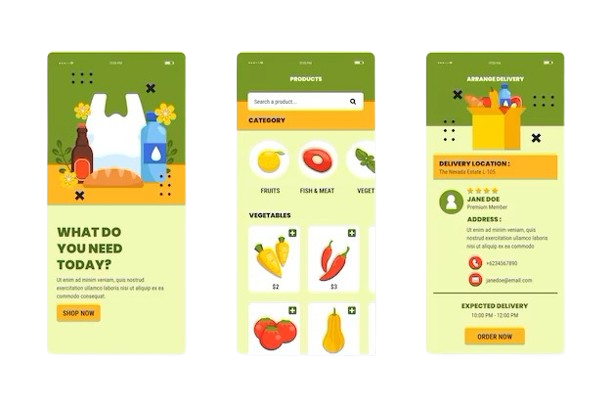 WHAT DO
YOU NEED
TODAY?
Ut enim ad minim veniam, quis nostrud
exercitation ullamco laboris nisi ut aliquip ex ea
commodo consequat.
SHOP NOW
PRODUCTS
Search a product...
CATEGORY
FRUITS
FISH & MEAT
VEGET
VEGETABLES
$2
$3
ARRANGE DELIVERY
DELIVERY LOCATION :
The Nevada Estate L-105
JANE DOE
Premium Member
ADDRESS :
Ut enim ad minim veniam, quis
nostrud exercitation ullamco laboris
nisi ut aliquip ex ea
+6234567890
janedoe@email.com
EXPECTED DELIVERY
10:00 PM - 12:00 PM
ORDER NOW